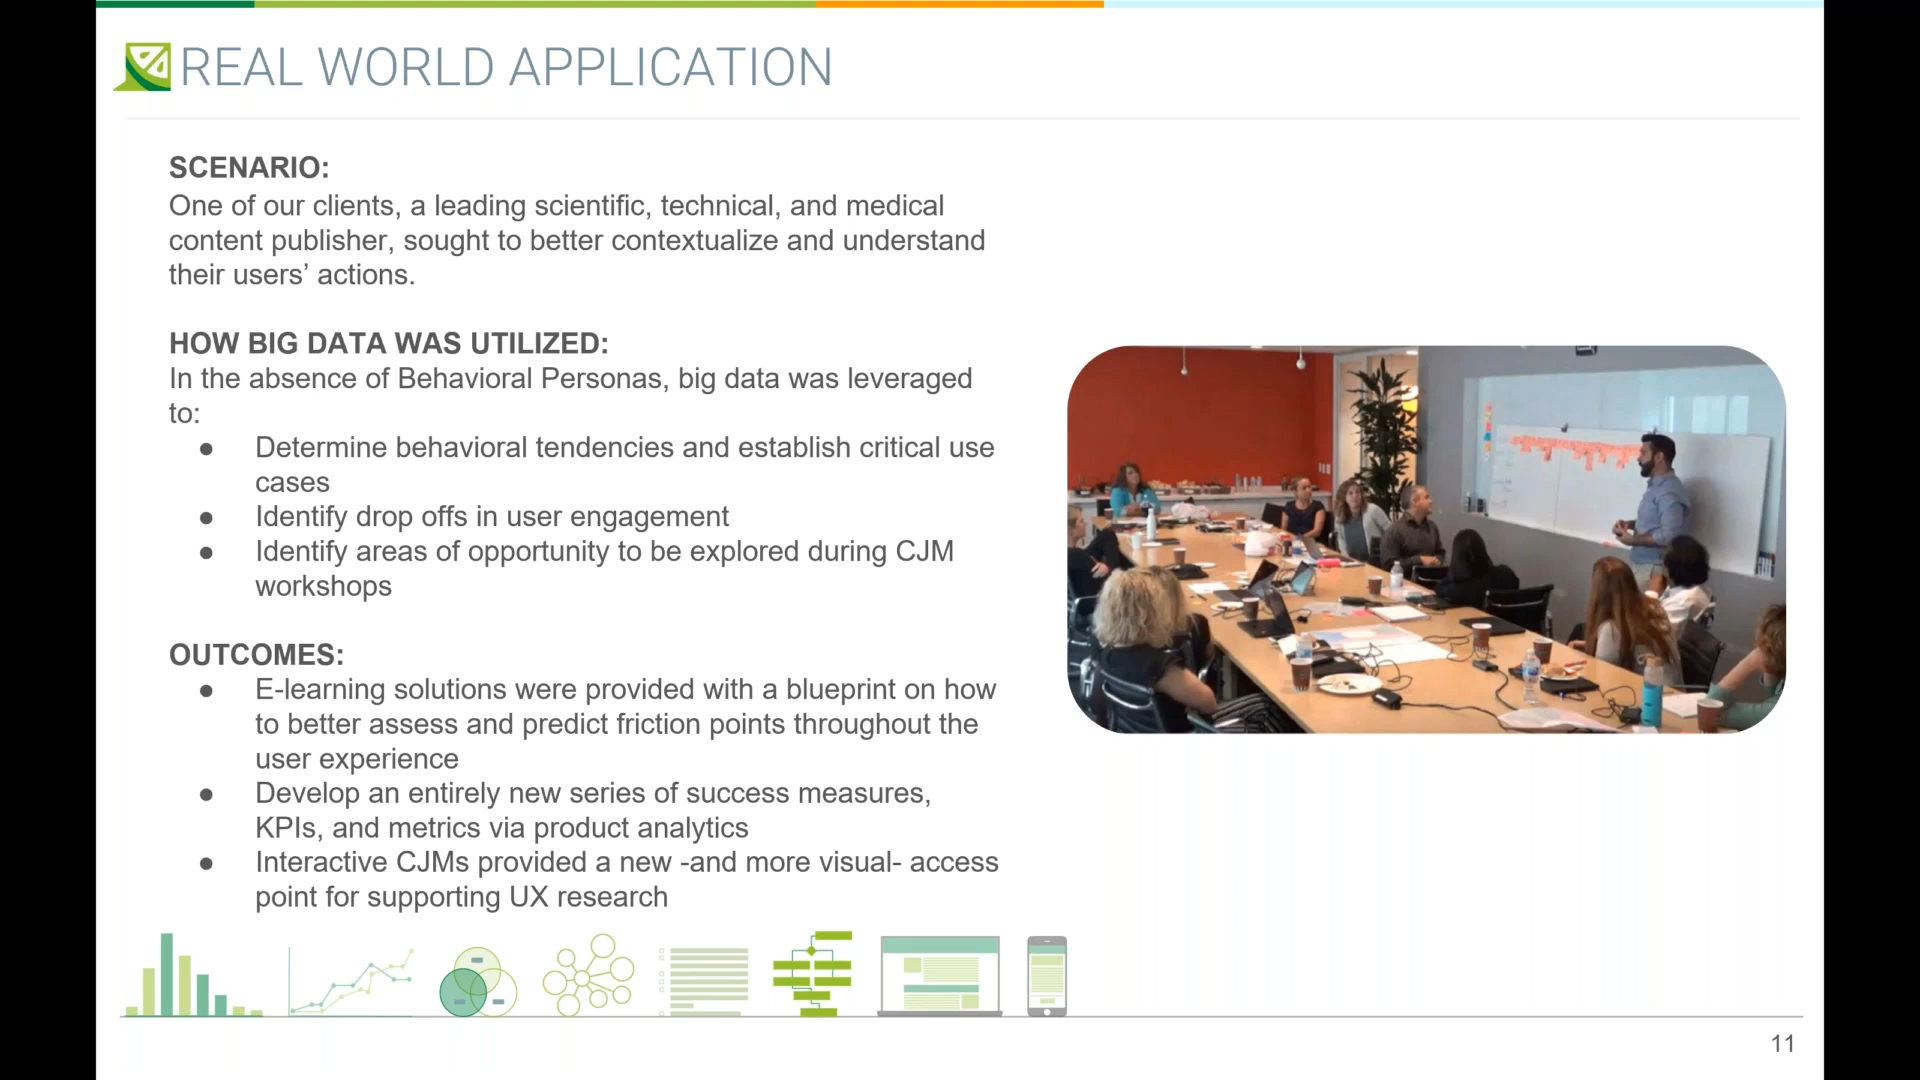 REAL WORLD APPLICATION
SCENARIO:
One of our clients, a leading scientific, technical, and medical
content publisher, sought to better contextualize and understand
their users’ actions.
HOW BIG DATA WAS UTILIZED:
In the absence of Behavioral Personas, big data was leveraged
to:
● Determine behavioral tendencies and establish critical use
cases
● Identify drop offs in user engagement
● Identify areas of opportunity to be explored during CJM
workshops
OUTCOMES:
● E-learning solutions were provided with a blueprint on how
to better assess and predict friction points throughout the
user experience
● Develop an entirely new series of success measures,
KPIs, and metrics via product analytics
● Interactive CJMs provided a new -and more visual- access
point for supporting UX research
11